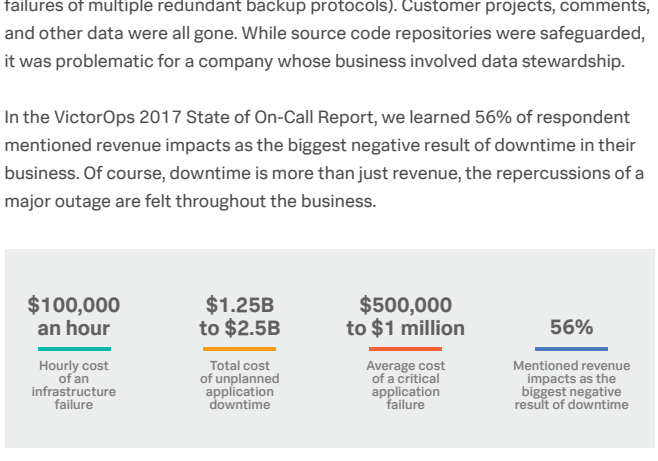 failures of multiple redundant backup protocols). Customer projects, comments,
and other data were all gone. While source code repositories were safeguarded,
it was problematic for a company whose business involved data stewardship.
In the VictorOps 2017 State of On-Call Report, we learned 56% of respondent
mentioned revenue impacts as the biggest negative result of downtime in their
business. Of course, downtime is more than just revenue, the repercussions of a
major outage are felt throughout the business.
$100,000
an hour
Hourly cost
of an
infrastructure
failure
$1.25B
to $2.5B
Total cost
of unplanned
application
downtime
$500,000
to $1 million
Average cost
of a critical
application
failure
56%
Mentioned revenue
impacts as the
biggest negative
result of downtime